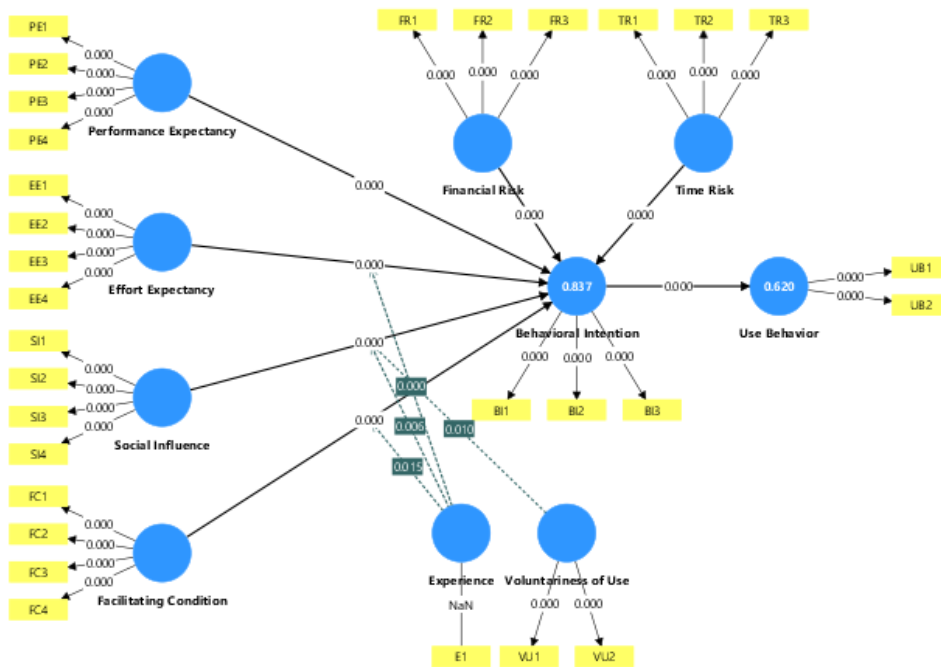 PE1
PE2
PE3
PE4
0.000
0.000
0.000
0.000
Performance Expectancy
0.000
EE1
EE2
EE3
EE4
0.000
0.000
0.000
0.000
Effort Expectancy
0.000
SI1
SI2
SI3
SI4
0.000
0.000
0.000
0.000
Social Influence
0.000
FC1
FC2
FC3
FC4
0.000
0.000
0.000
0.000
Facilitating Condition
0.000
FR1 FR2 FR3
0.000 0.000 0.000
Financial Risk
0.000
TR1 TR2 TR3
0.000 0.000 0.000
Time Risk
0.000
0.837
Behavioral Intention
0.000 0.000 0.000
BI1 BI2 BI3
0.000
0.620
Use Behavior
0.000
0.000
UB1
UB2
0.000
0.006
0.015
0.010
Experience
NaN
E1
Voluntariness of Use
0.000 0.000
VU1 VU2